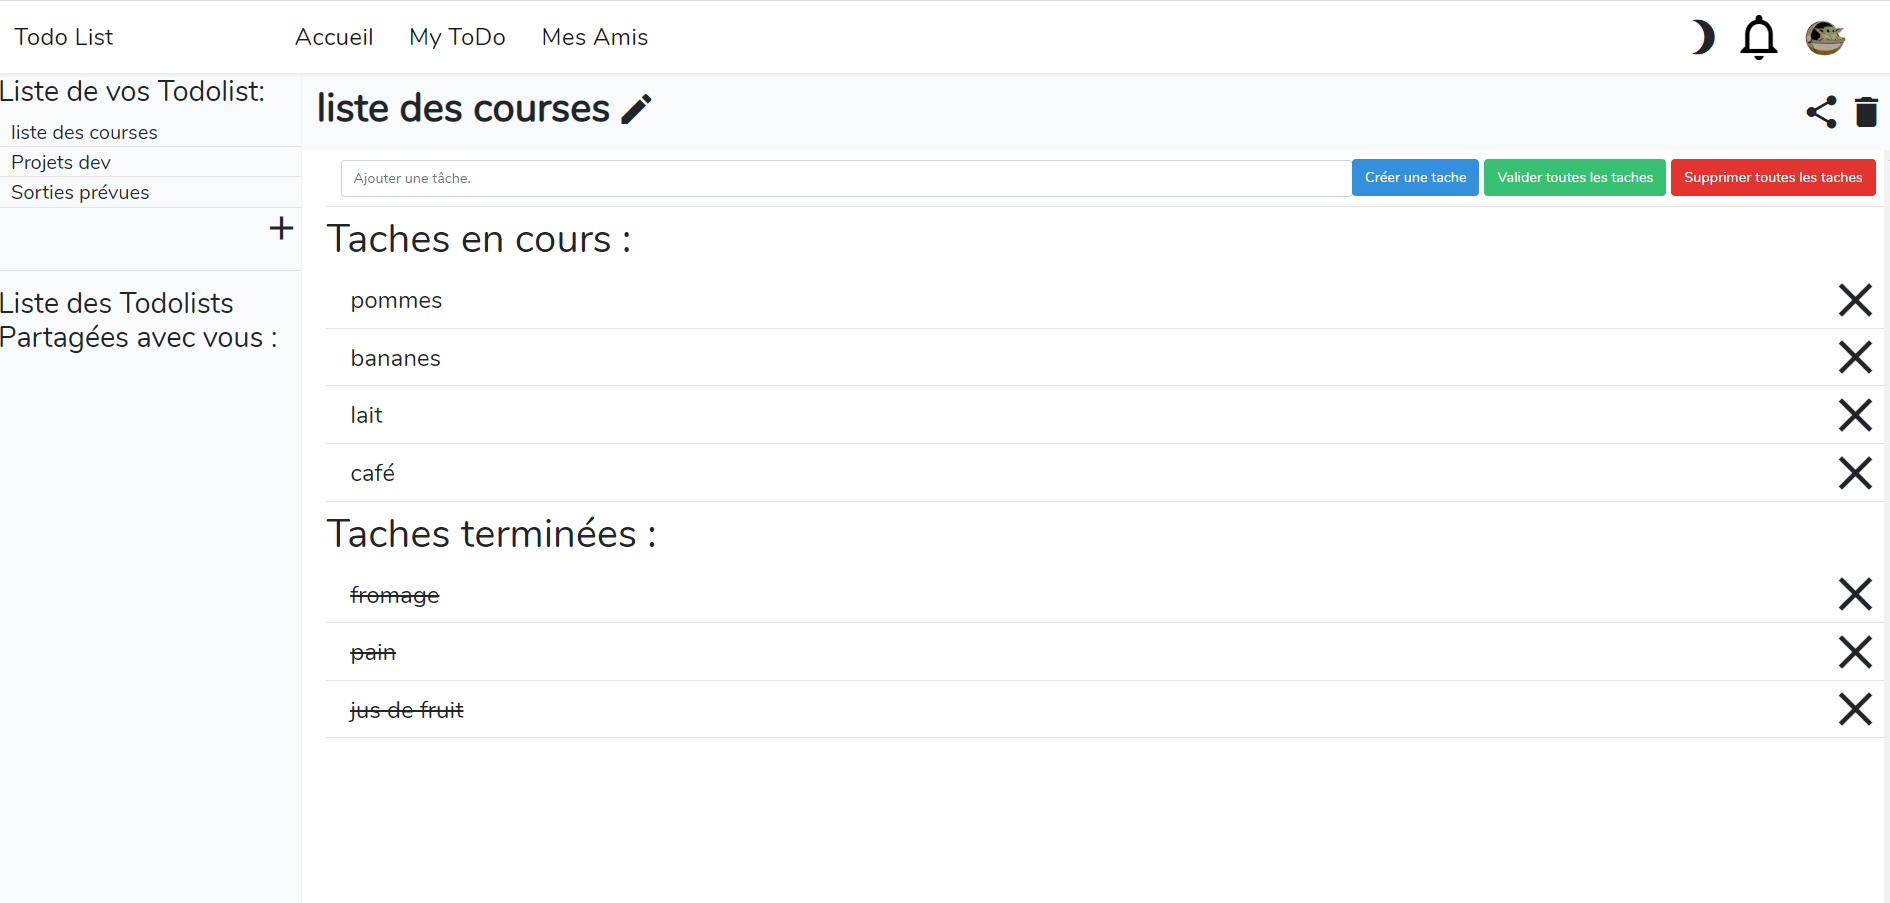 Todo List
Accueil
My ToDo
Mes Amis
Liste de vos Todolist:
liste des courses
Projets dev
Sorties prévues
Liste des Todolists
Partagées avec vous :
liste des courses
Ajouter une tâche.
Créer une tache
Valider toutes les taches
Supprimer toutes les taches
Taches en cours :
pommes
bananes
lait
café
Taches terminées :
fromage
pain
jus de fruit